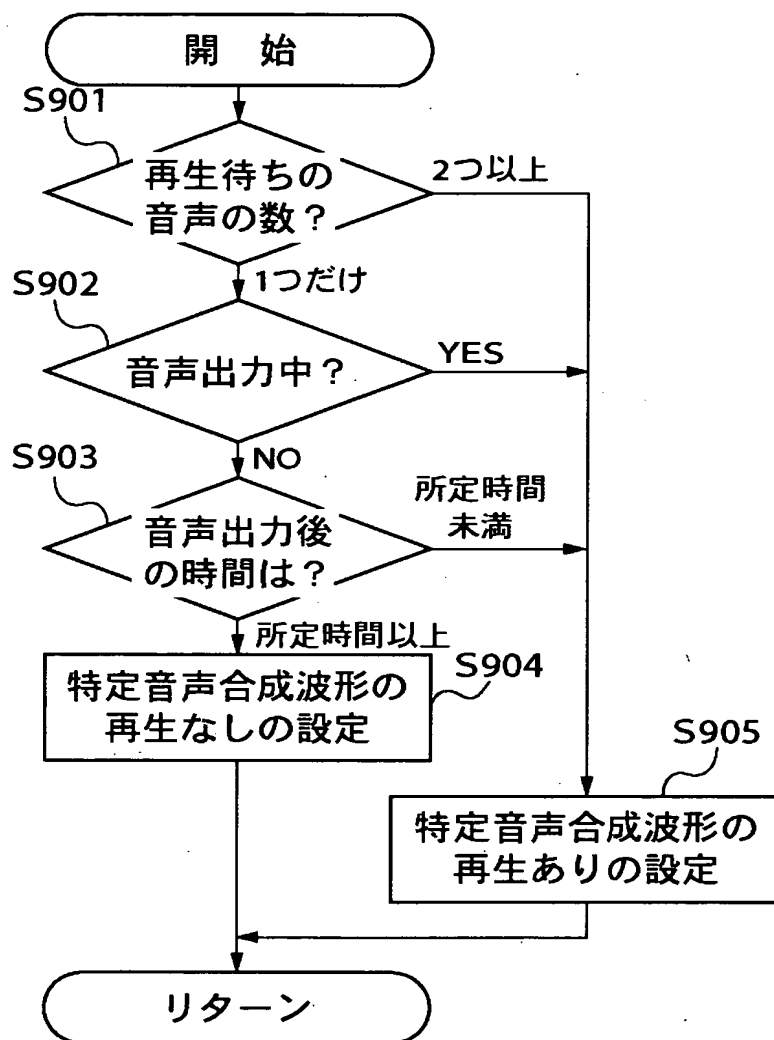 開 始
S901
再生待ちの
音声の数？
2つ以上
1つだけ
S902
音声出力中？
YES
NO
S903
音声出力後
の時間は？
所定時間
未満
所定時間以上
S904
特定音声合成波形の
再生なしの設定
S905
特定音声合成波形の
再生ありの設定
リターン